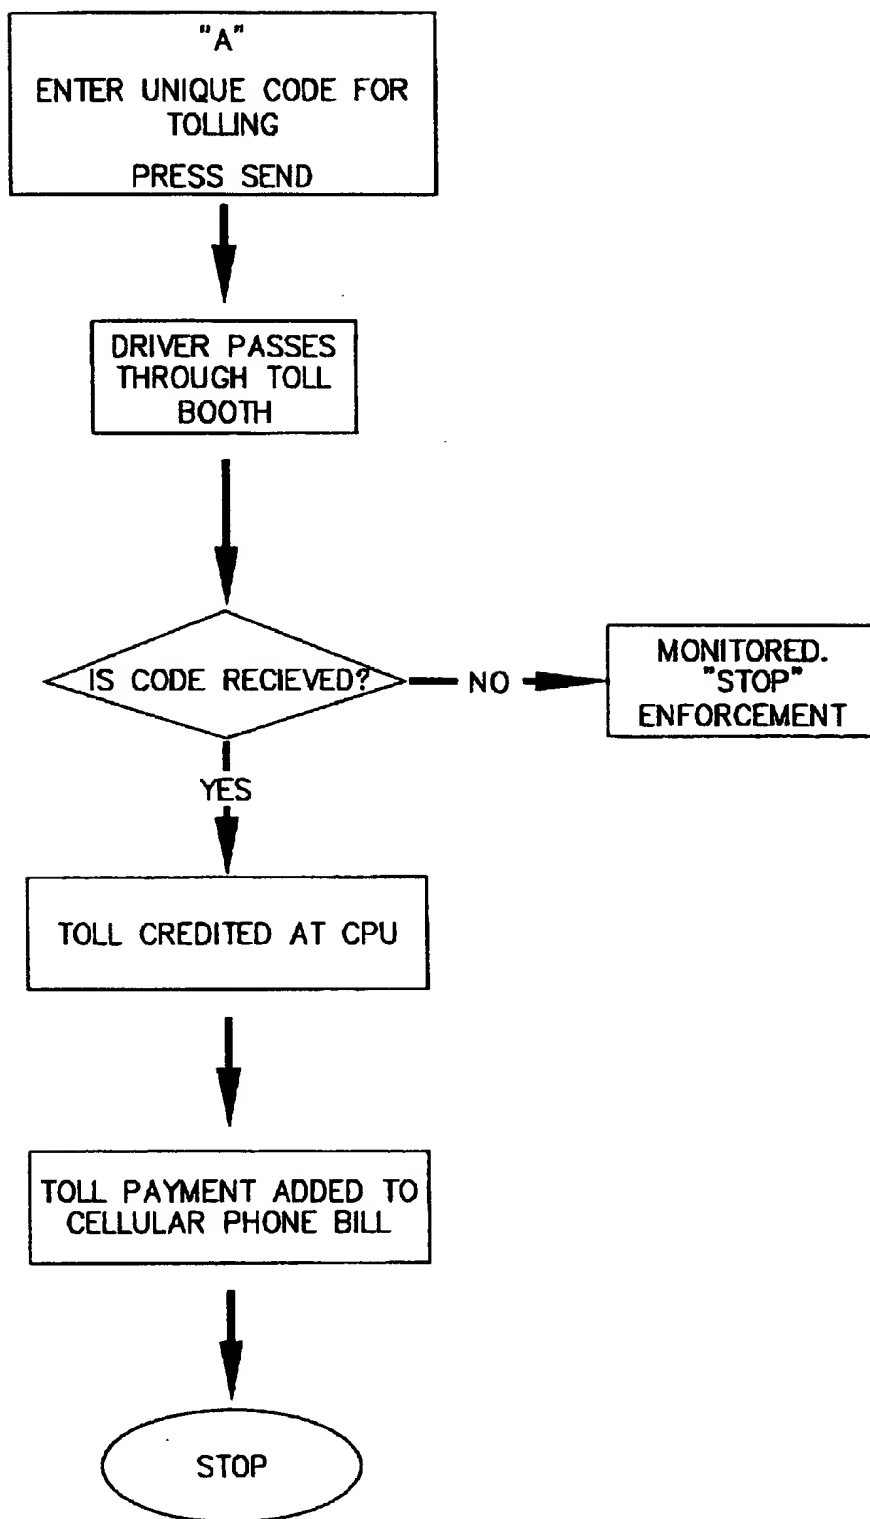 "A"
ENTER UNIQUE CODE FOR
TOLLING
PRESS SEND
DRIVER PASSES
THROUGH TOLL
BOOTH
IS CODE RECIEVED?
NO
MONITORED.
"STOP"
ENFORCEMENT
YES
TOLL CREDITED AT CPU
TOLL PAYMENT ADDED TO
CELLULAR PHONE BILL
STOP